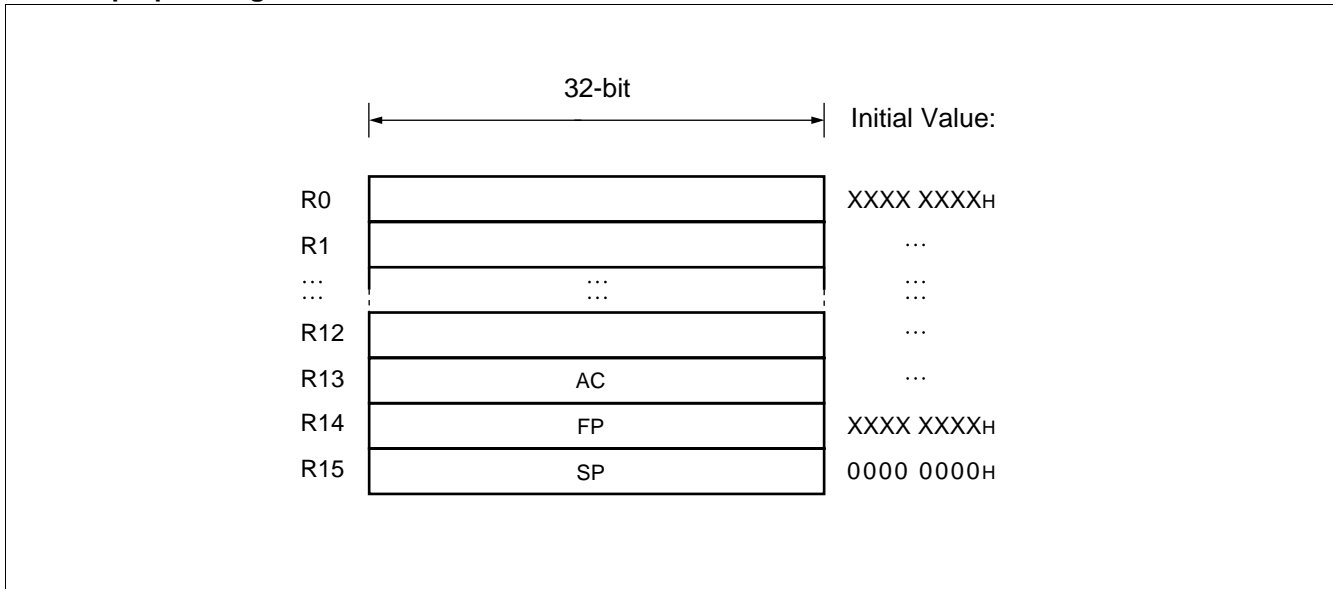 32-bit
Initial Value:
R0 XXXX XXXXH
R1 ...
... ... ...
... ... ...
R12 ...
R13 AC ...
R14 FP XXXX XXXXH
R15 SP 0000 0000H